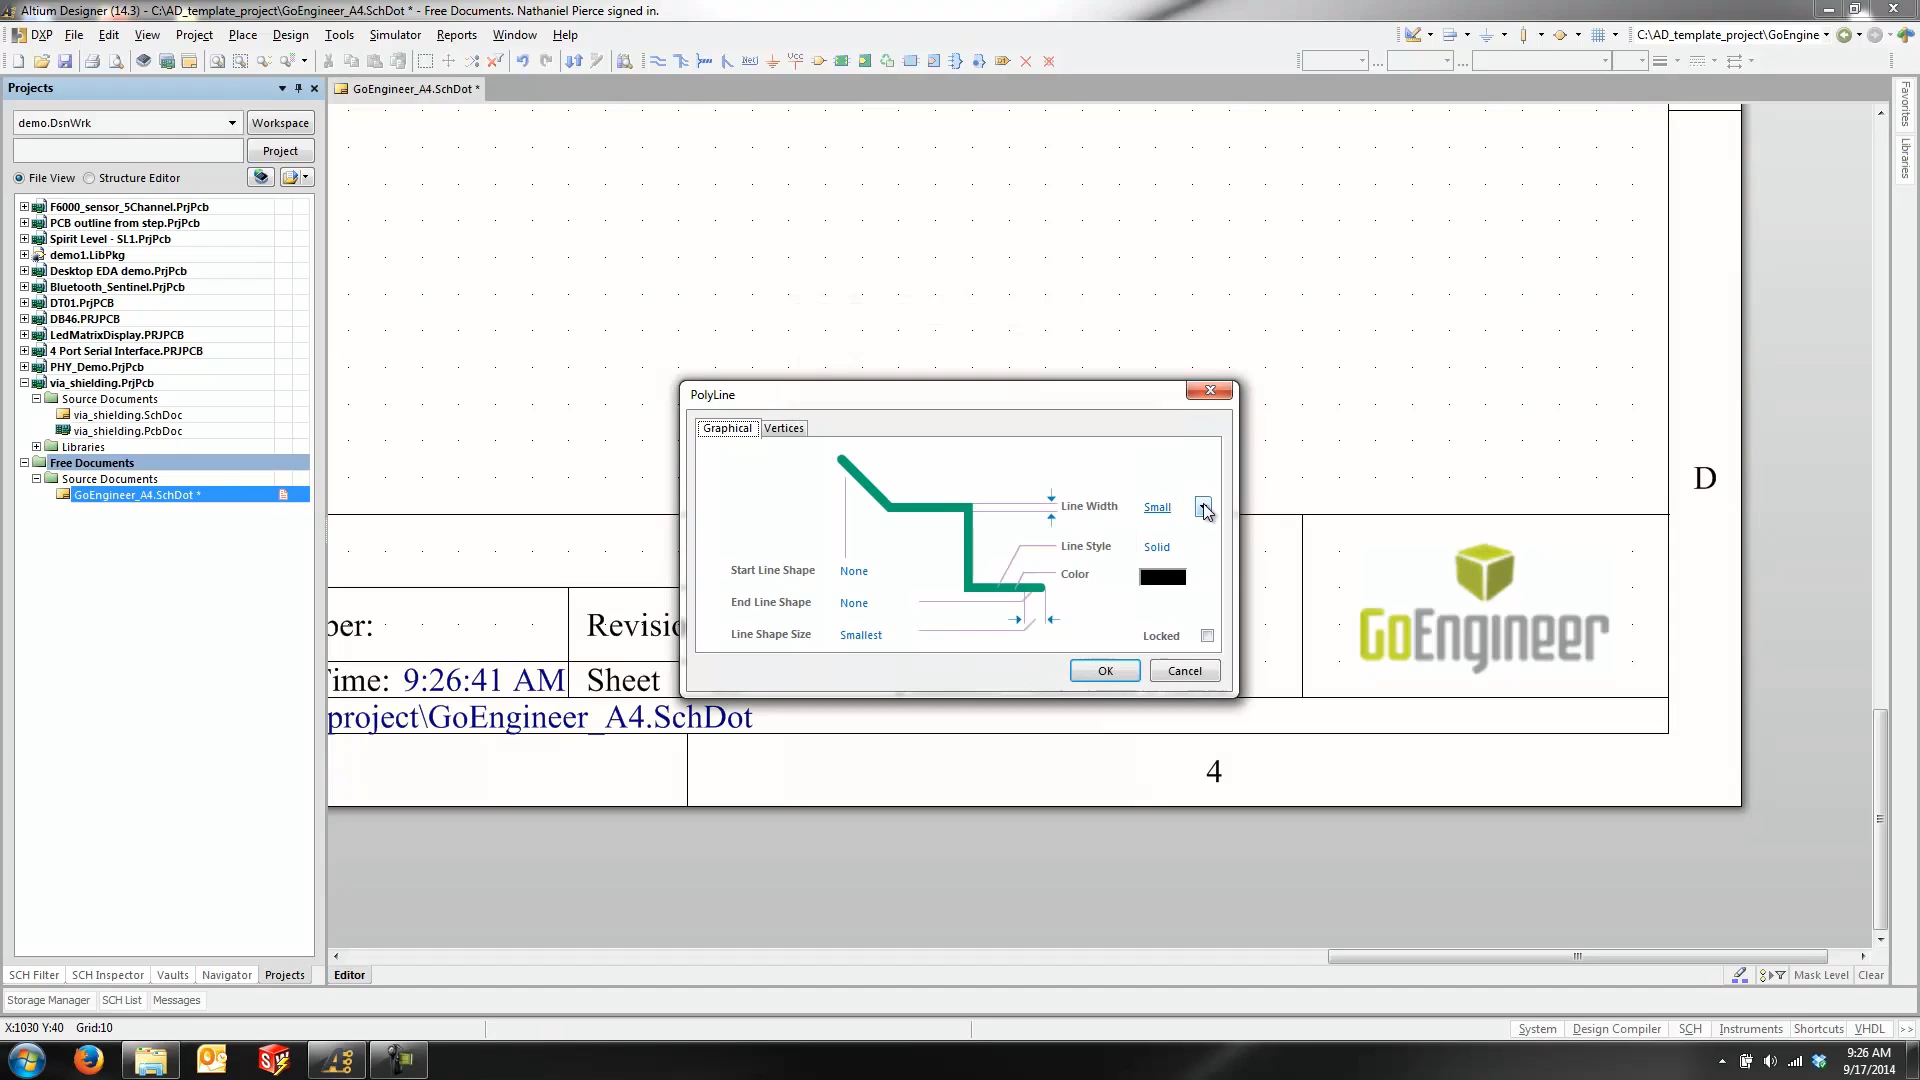 Altium Designer (14.3) - C:\AD_template_project\GoEngineer_A4.SchDot * - Free Documents. Nathaniel Pierce signed in.
DXP File Edit View Project Place Design Tools Simulator Reports Window Help
C:\AD_template_project\GoEngine
Projects
GoEngineer_A4.SchDot *
demo.DsnWrk
Workspace
Project
File View
Structure Editor
F6000_sensor_5Channel.PrjPcb
PCB outline from step.PrjPcb
Spirit Level - SL1.PrjPcb
demo1.LibPkg
Desktop EDA demo.PrjPcb
Bluetooth_Sentinel.PrjPcb
DT01.PrjPCB
DB46.PRJPCB
LedMatrixDisplay.PRJPCB
4 Port Serial Interface.PRJPCB
PHY_Demo.PrjPcb
via_shielding.PrjPcb
Source Documents
via_shielding.SchDoc
via_shielding.PcbDoc
Libraries
Free Documents
Source Documents
GoEngineer_A4.SchDot *
Favorites
Libraries
PolyLine
Graphical
Vertices
Line Width Small
Line Style Solid
Color
Start Line Shape None
End Line Shape None
Line Shape Size Smallest
Locked
OK
Cancel
D
GoEngineer
ber:
Revisio
Time: 9:26:41 AM
Sheet
project\GoEngineer_A4.SchDot
4
SCH Filter SCH Inspector Vaults Navigator Projects
Editor
Mask Level Clear
Storage Manager SCH List Messages
X:1030 Y:40 Grid:10
System Design Compiler SCH Instruments Shortcuts VHDL >>
9:26 AM
9/17/2014